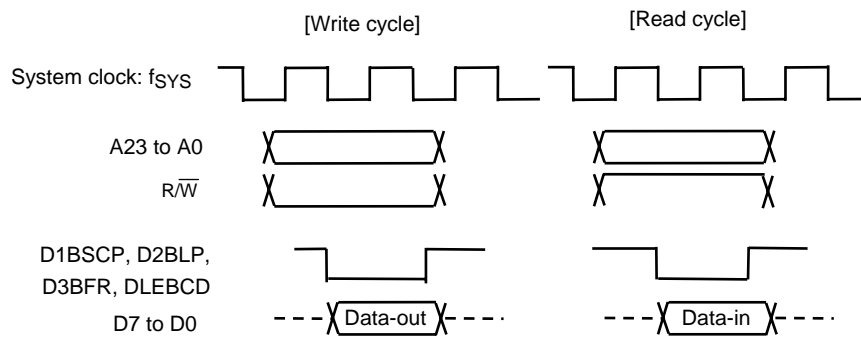 [Write cycle] [Read cycle]
System clock: fSYS
A23 to A0
R/W̅
D1BSCP, D2BLP,
D3BFR, DLEBCD
D7 to D0 Data-out Data-in